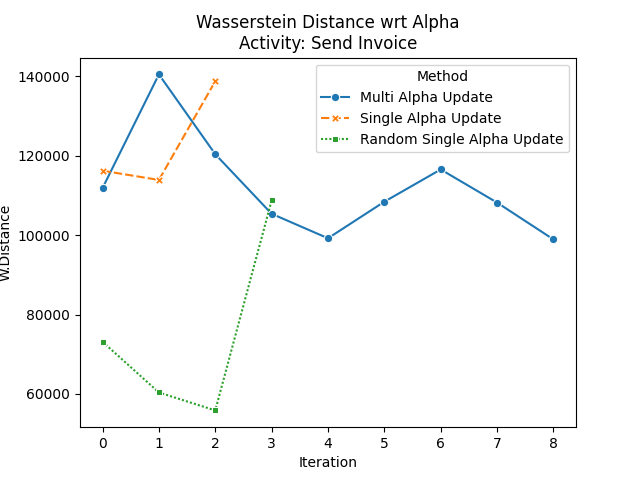 Wasserstein Distance wrt Alpha
Activity: Send Invoice
Method
Multi Alpha Update
Single Alpha Update
Random Single Alpha Update
W.Distance
140000
120000
100000
80000
60000
0 1 2 3 4 5 6 7 8
Iteration